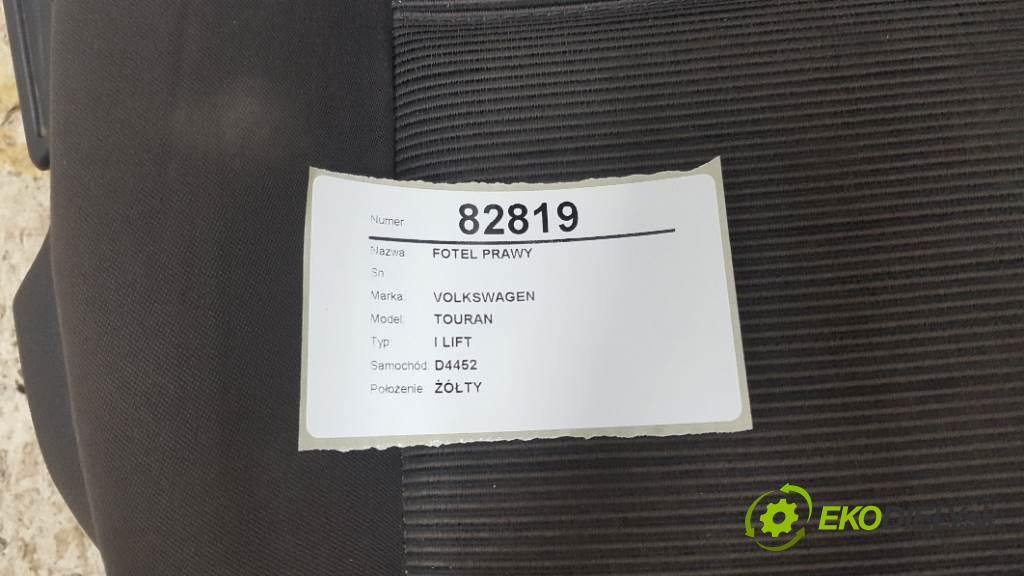 Numer: 82819
Nazwa: FOTEL PRAWY
Sn
Marka: VOLKSWAGEN
Model: TOURAN
Typ: I LIFT
Samochód: D4452
Położenie ŻÓŁTY
EKO